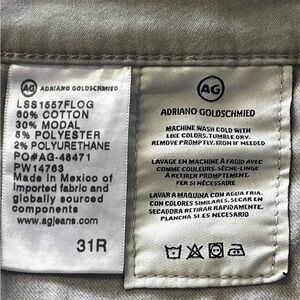 AG ADRIANO GOLDSCHMIED
LSS1557FLOG
60% COTTON
30% MODAL
8% POLYESTER
2% POLYURETHANE
PO#AG-48471
PW14763
Made in Mexico of
imported fabric and
globally sourced
components
www.agjeans.com
31R
AG
ADRIANO GOLDSCHMIED
MACHINE WASH COLD WITH
LIKE COLORS. TUMBLE DRY.
REMOVE PROMPTLY. IRON IF NEEDED
LAVAGE EN MACHINE À FROID AVEC
COMME COULEURS. SÈCHE-LINGE
À RETIRER PROMPTEMENT.
FER SI NÉCESSAIRE
LAVAR A MAQUINA CON AGUA FRIA.
CON COLORES SIMILARES. SECAR EN
SECADORA RETIRAR RAPIDAMENTE.
PLANCHA SI ES NECESARIO